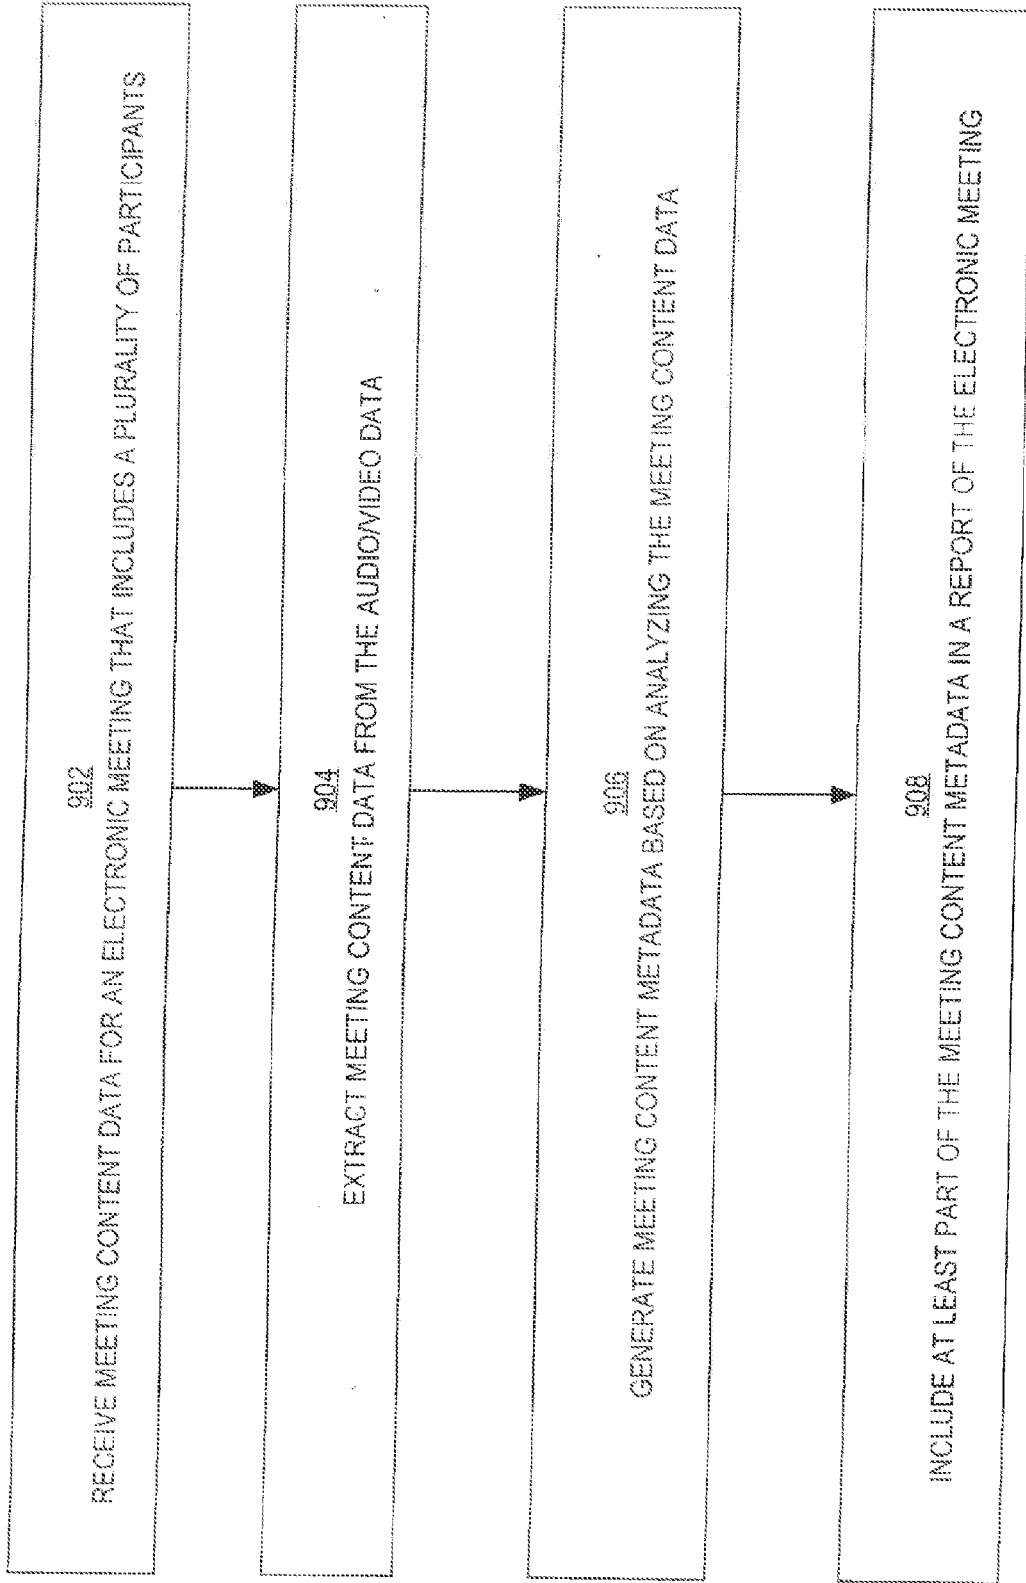 902
RECEIVE MEETING CONTENT DATA FOR AN ELECTRONIC MEETING THAT INCLUDES A PLURALITY OF PARTICIPANTS
904
EXTRACT MEETING CONTENT DATA FROM THE AUDIO/VIDEO DATA
906
GENERATE MEETING CONTENT METADATA BASED ON ANALYZING THE MEETING CONTENT DATA
908
INCLUDE AT LEAST PART OF THE MEETING CONTENT METADATA IN A REPORT OF THE ELECTRONIC MEETING